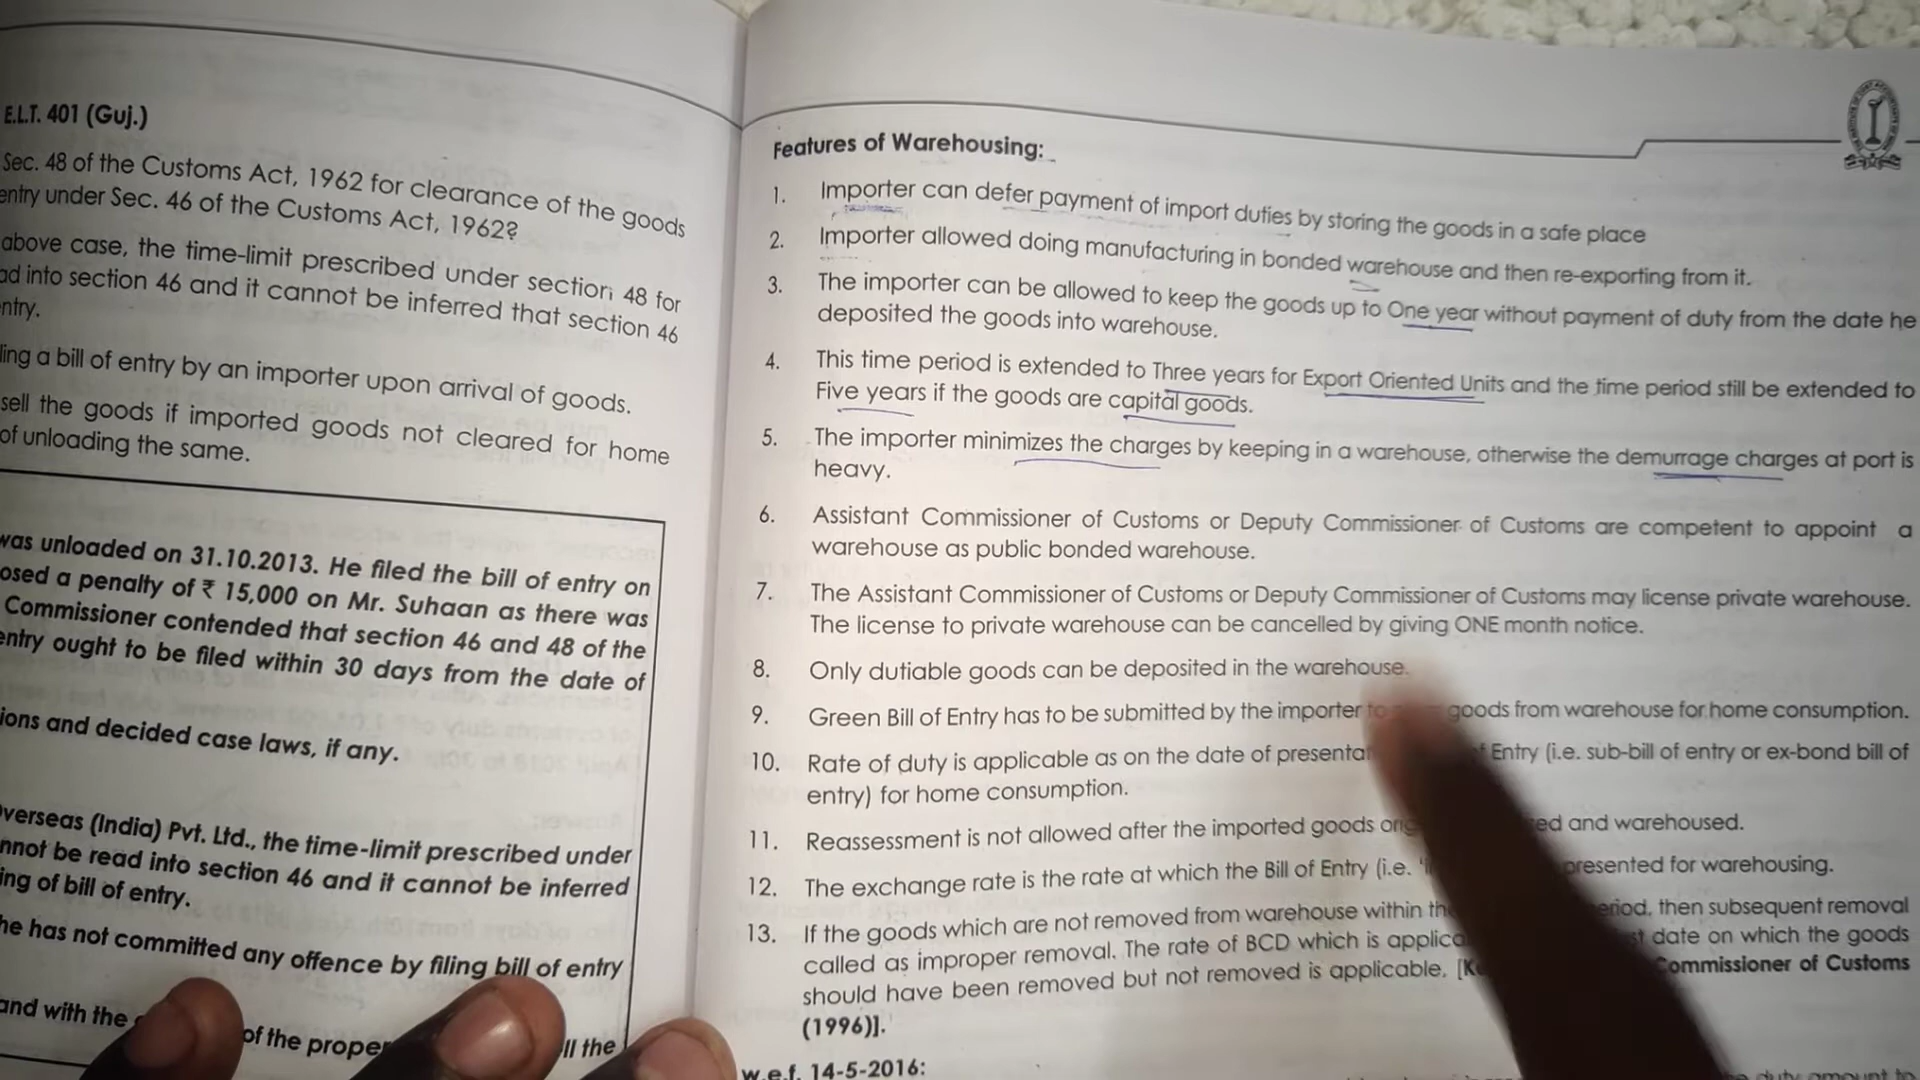 E.L.T. 401 (Guj.)
Sec. 48 of the Customs Act, 1962 for clearance of the goods
entry under Sec. 46 of the Customs Act, 1962?
above case, the time-limit prescribed under section 48 for
into section 46 and it cannot be inferred that section 46
a bill of entry by an importer upon arrival of goods.
sell the goods if imported goods not cleared for home
of unloading the same.
was unloaded on 31.10.2013. He filed the bill of entry on
a penalty of ₹ 15,000 on Mr. Suhaan as there was
Commissioner contended that section 46 and 48 of the
entry ought to be filed within 30 days from the date of
and decided case laws, if any.
(India) Pvt. Ltd., the time-limit prescribed under
be read into section 46 and it cannot be inferred
of bill of entry.
he has not committed any offence by filing bill of entry
and with the of the the
Features of Warehousing:
1. Importer can defer payment of import duties by storing the goods in a safe place
2. Importer allowed doing manufacturing in bonded warehouse and then re-exporting from it.
3. The importer can be allowed to keep the goods up to One year without payment of duty from the date he
deposited the goods into warehouse.
4. This time period is extended to Three years for Export Oriented Units and the time period still be extended to
Five years if the goods are capital goods.
5. The importer minimizes the charges by keeping in a warehouse, otherwise the demurrage charges at port is
heavy.
6. Assistant Commissioner of Customs or Deputy Commissioner of Customs are competent to appoint a
warehouse as public bonded warehouse.
7. The Assistant Commissioner of Customs or Deputy Commissioner of Customs may license private warehouse.
The license to private warehouse can be cancelled by giving ONE month notice.
8. Only dutiable goods can be deposited in the warehouse.
9. Green Bill of Entry has to be submitted by the importer to goods from warehouse for home consumption.
10. Rate of duty is applicable as on the date of Entry (i.e. sub-bill of entry or ex-bond bill of
entry) for home consumption.
11. Reassessment is not allowed after the imported goods and warehoused.
12. The exchange rate is the rate at which the Bill of Entry (i.e. presented for warehousing.
13. If the goods which are not removed from warehouse within then subsequent removal
called as improper removal. The rate of BCD which is date on which the goods
should have been removed but not removed is applicable. Commissioner of Customs
(1996)].
w.e.f. 14-5-2016:
duty amount to